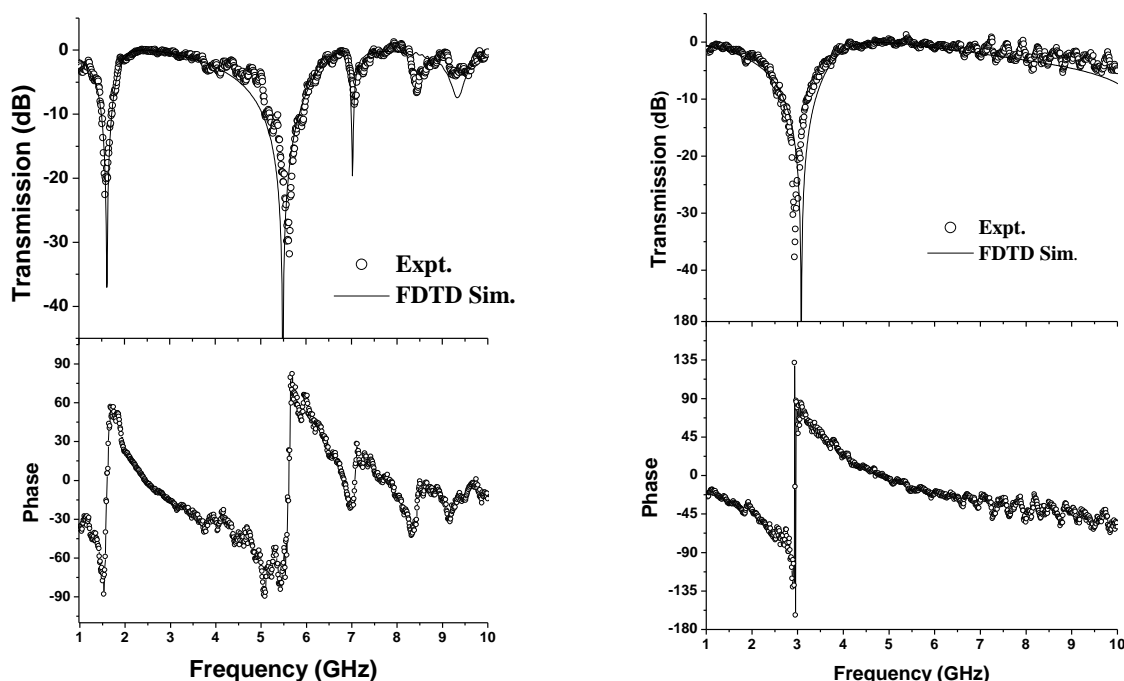 0
-10
-20
-30
-40
Transmission (dB)
Expt.
FDTD Sim.
90
60
30
0
-30
-60
-90
Phase
1 2 3 4 5 6 7 8 9 10
Frequency (GHz)
0
-10
-20
-30
-40
Transmission (dB)
Expt.
FDTD Sim.
180
135
90
45
0
-45
-90
-135
-180
Phase
1 2 3 4 5 6 7 8 9 10
Frequency (GHz)